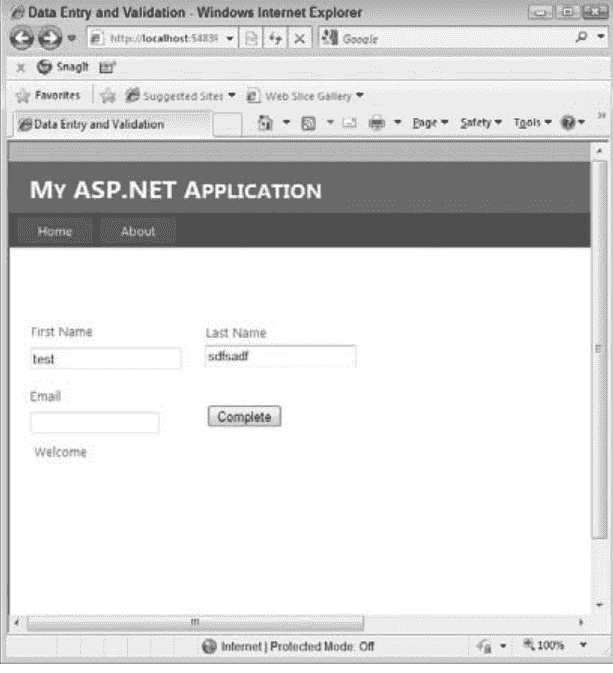 Data Entry and Validation - Windows Internet Explorer
http://localhost:5483 Google
x SnagIt
Favorites Suggested Sites Web Slice Gallery
Data Entry and Validation Page Safety Tools
MY ASP.NET APPLICATION
Home About
First Name Last Name
test sdfsadf
Email
Complete
Welcome
Internet | Protected Mode: Off 100%